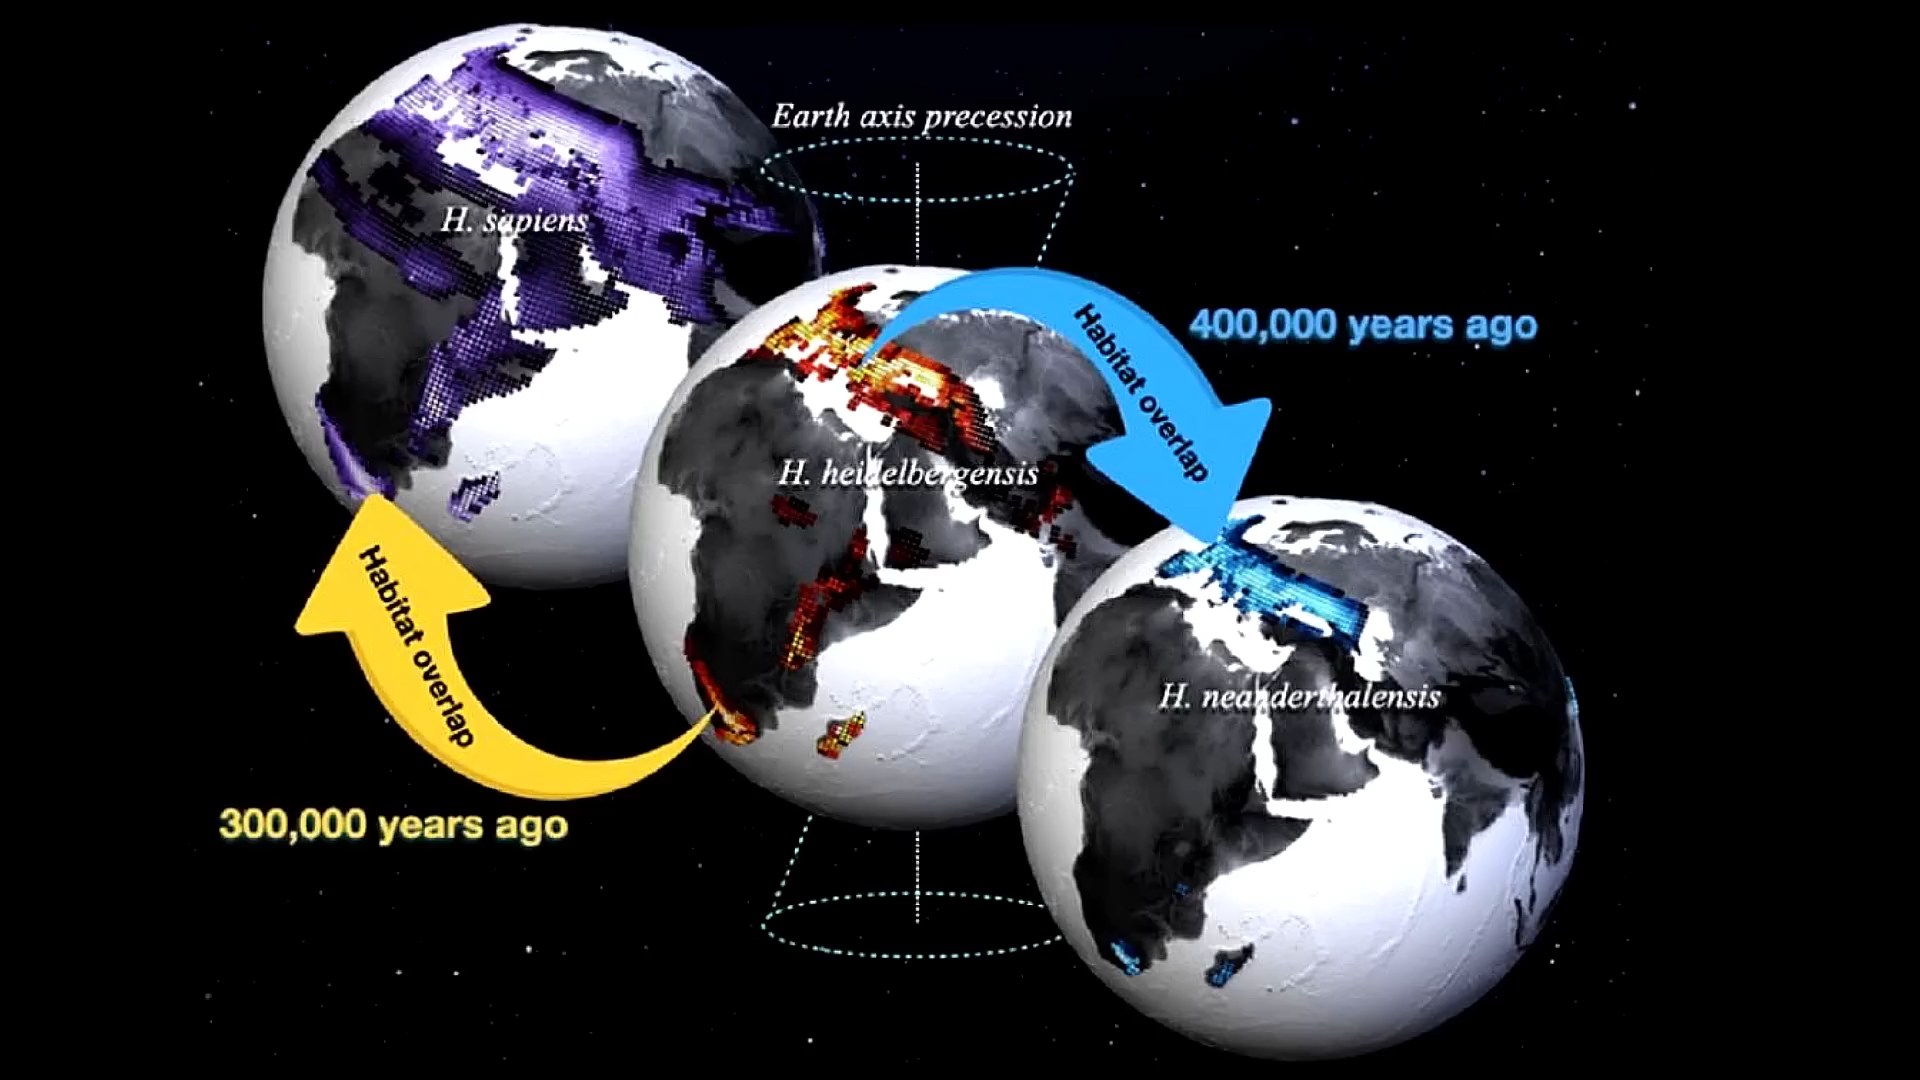 Earth axis precession
H. sapiens
400,000 years ago
Habitat overlap
H. heidelbergensis
Habitat overlap
H. neanderthalensis
300,000 years ago